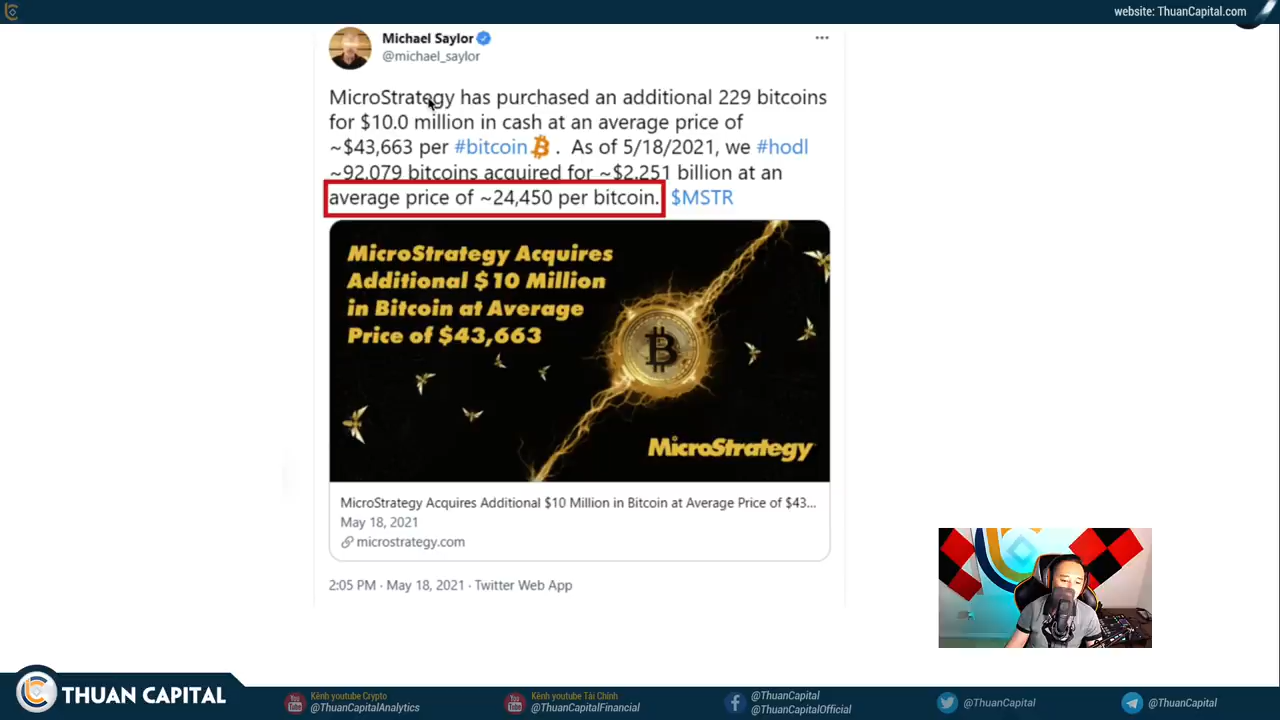 website: ThuanCapital.com
Michael Saylor
@michael_saylor
MicroStrategy has purchased an additional 229 bitcoins
for $10.0 million in cash at an average price of
~$43,663 per #bitcoin. As of 5/18/2021, we #hodl
~92,079 bitcoins acquired for ~$2.251 billion at an
average price of ~24,450 per bitcoin. $MSTR
MicroStrategy Acquires
Additional $10 Million
in Bitcoin at Average
Price of $43,663
MicroStrategy
MicroStrategy Acquires Additional $10 Million in Bitcoin at Average Price of $43...
May 18, 2021
microstrategy.com
2:05 PM · May 18, 2021 · Twitter Web App
THUAN CAPITAL
Kênh youtube Crypto
@ThuanCapitalAnalytics
Kênh youtube Tài Chính
@ThuanCapitalFinancial
@ThuanCapital
@ThuanCapitalOfficial
@ThuanCapital
@ThuanCapital